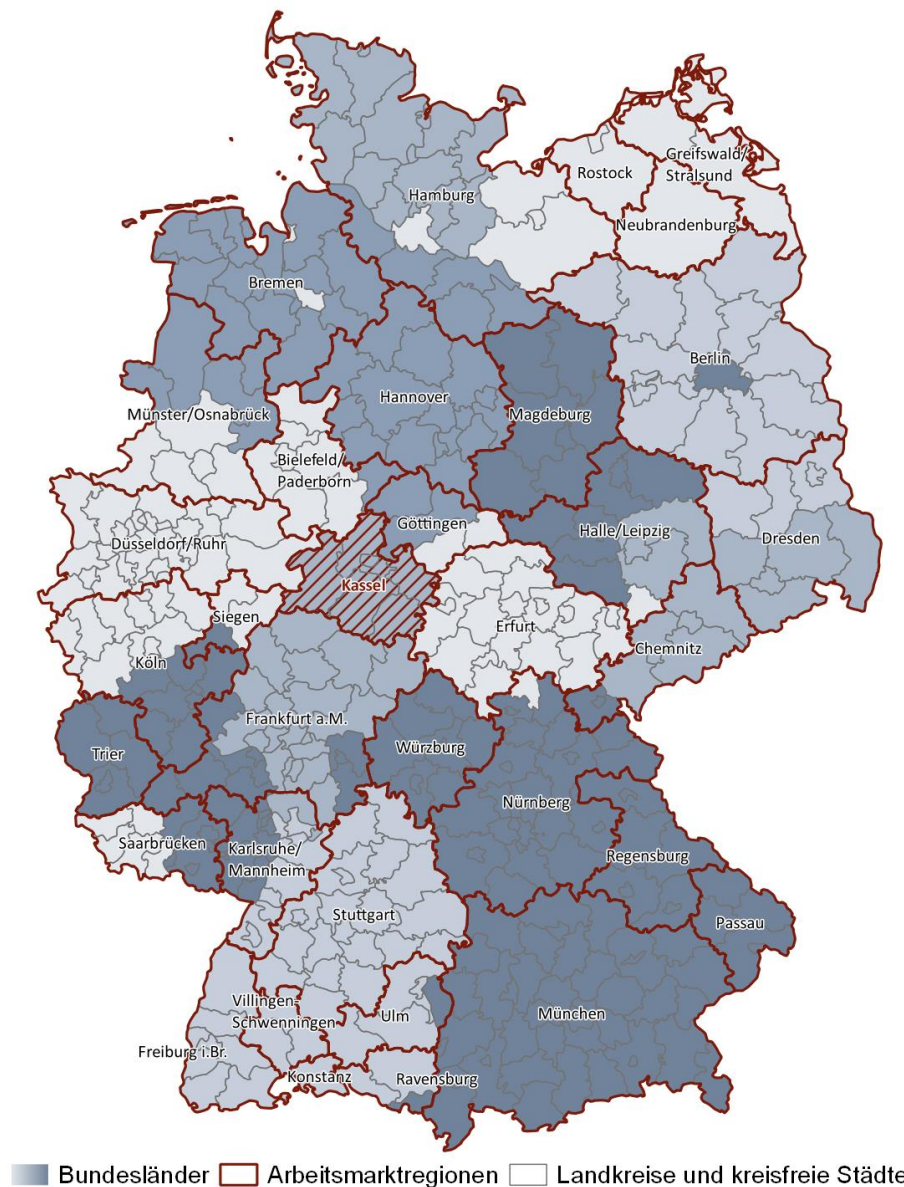 Greifswald/
Stralsund
Rostock
Hamburg
Neubrandenburg
Bremen
Berlin
Hannover
Münster/Osnabrück
Magdeburg
Bielefeld/
Paderborn
Göttingen
Halle/Leipzig
Düsseldorf/Ruhr
Dresden
Kassel
Siegen
Erfurt
Chemnitz
Köln
Frankfurt a.M.
Würzburg
Trier
Nürnberg
Saarbrücken
Karlsruhe/
Mannheim
Regensburg
Stuttgart
Passau
Villingen-
Schwenningen
Ulm
München
Freiburg i.Br.
Konstanz
Ravensburg
Bundesländer Arbeitsmarktregionen Landkreise und kreisfreie Städte